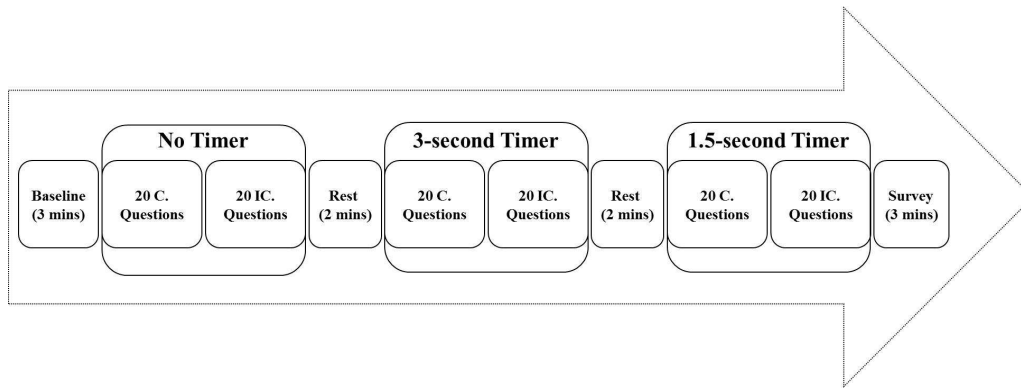 No Timer
3-second Timer
1.5-second Timer
Baseline
(3 mins)
20 C.
Questions
20 IC.
Questions
Rest
(2 mins)
20 C.
Questions
20 IC.
Questions
Rest
(2 mins)
20 C.
Questions
20 IC.
Questions
Survey
(3 mins)